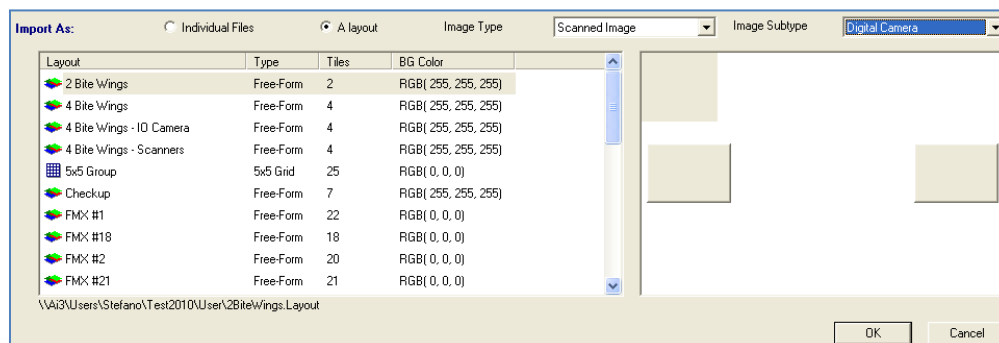 Import As: Individual Files A layout Image Type Scanned Image Image Subtype Digital Camera
Layout Type Tiles BG Color
2 Bite Wings Free-Form 2 RGB( 255, 255, 255)
4 Bite Wings Free-Form 4 RGB( 255, 255, 255)
4 Bite Wings - IO Camera Free-Form 4 RGB( 255, 255, 255)
4 Bite Wings - Scanners Free-Form 4 RGB( 255, 255, 255)
5x5 Group 5x5 Grid 25 RGB( 0, 0, 0)
Checkup Free-Form 7 RGB( 255, 255, 255)
FMX #1 Free-Form 22 RGB( 0, 0, 0)
FMX #18 Free-Form 18 RGB( 0, 0, 0)
FMX #2 Free-Form 20 RGB( 0, 0, 0)
FMX #21 Free-Form 21 RGB( 0, 0, 0)
\\Ai3\Users\Stefano\Test2010\User\2BiteWings.Layout
OK Cancel